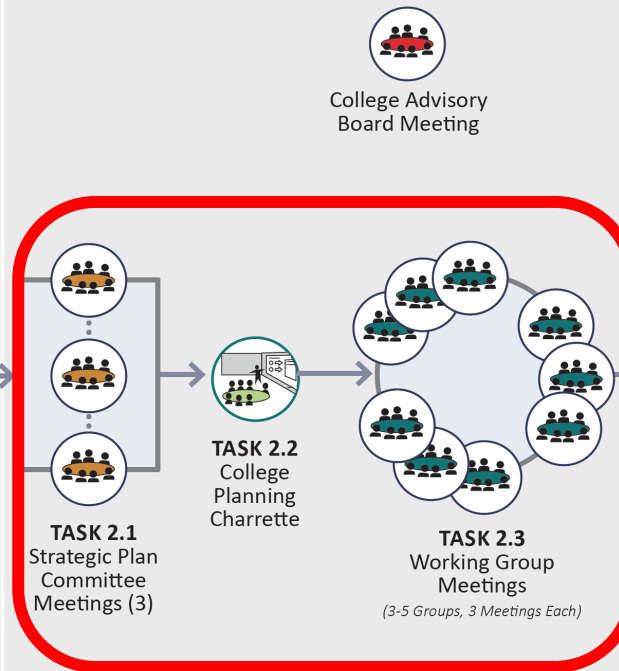 College Advisory
Board Meeting
TASK 2.1
Strategic Plan
Committee
Meetings (3)
TASK 2.2
College
Planning
Charrette
TASK 2.3
Working Group
Meetings
(3-5 Groups, 3 Meetings Each)